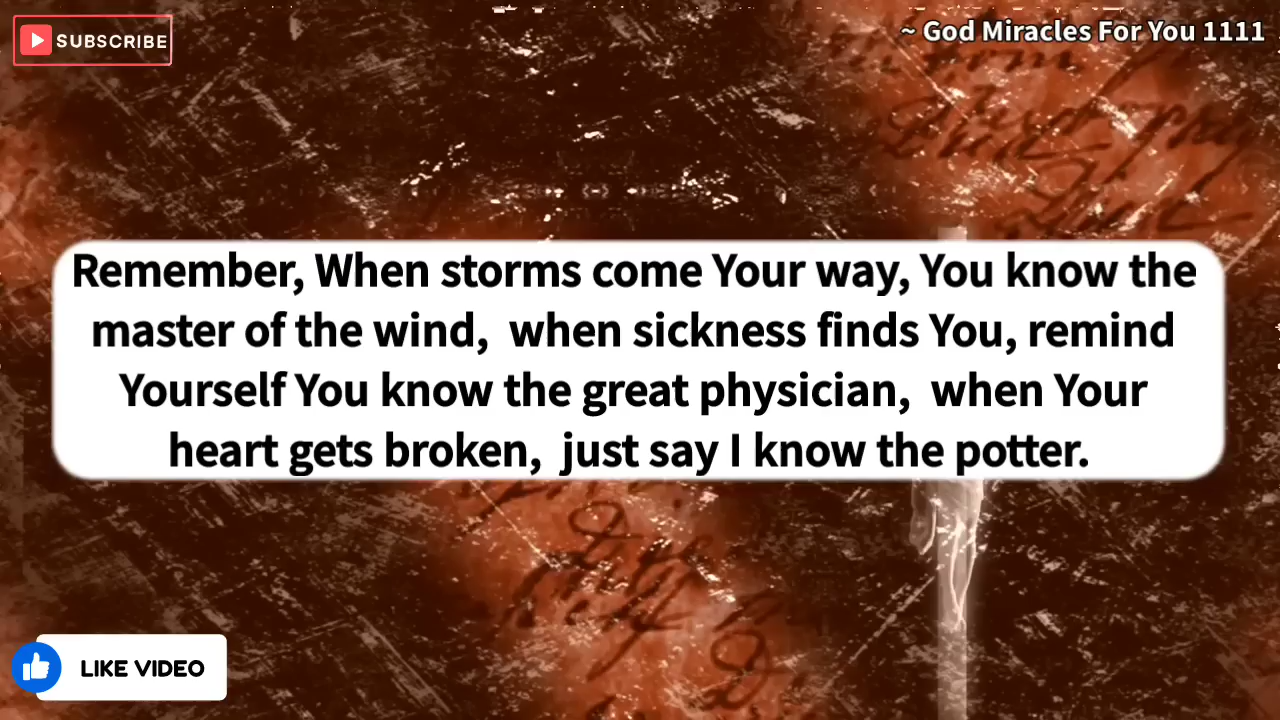 SUBSCRIBE
~ God Miracles For You 1111
Remember, When storms come Your way, You know the
master of the wind,  when sickness finds You, remind
Yourself You know the great physician,  when Your
heart gets broken,  just say I know the potter.
LIKE VIDEO